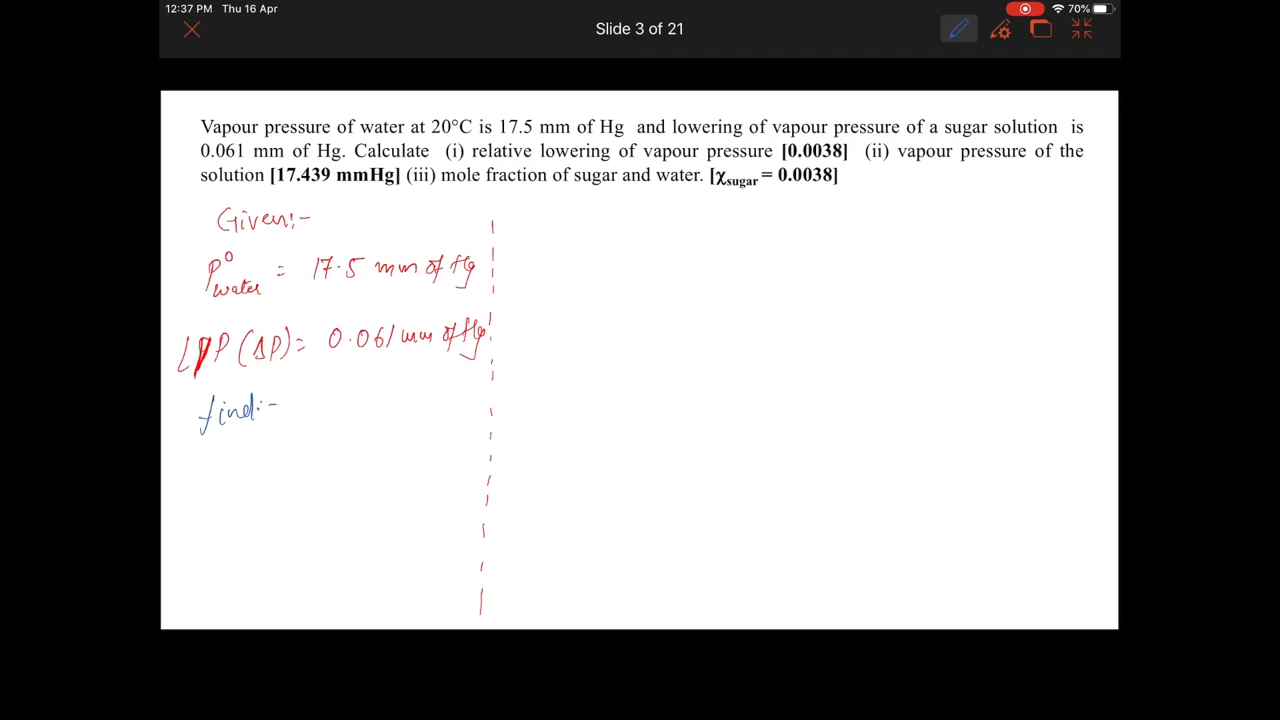 12:37 PM Thu 16 Apr
70%
Slide 3 of 21
Vapour pressure of water at 20°C is 17.5 mm of Hg and lowering of vapour pressure of a sugar solution is
0.061 mm of Hg. Calculate (i) relative lowering of vapour pressure [0.0038] (ii) vapour pressure of the
solution [17.439 mmHg] (iii) mole fraction of sugar and water. [χsugar = 0.0038]
Given:-
P°water = 17.5 mm of Hg
(ΔP) = 0.061 mm of Hg
find:-